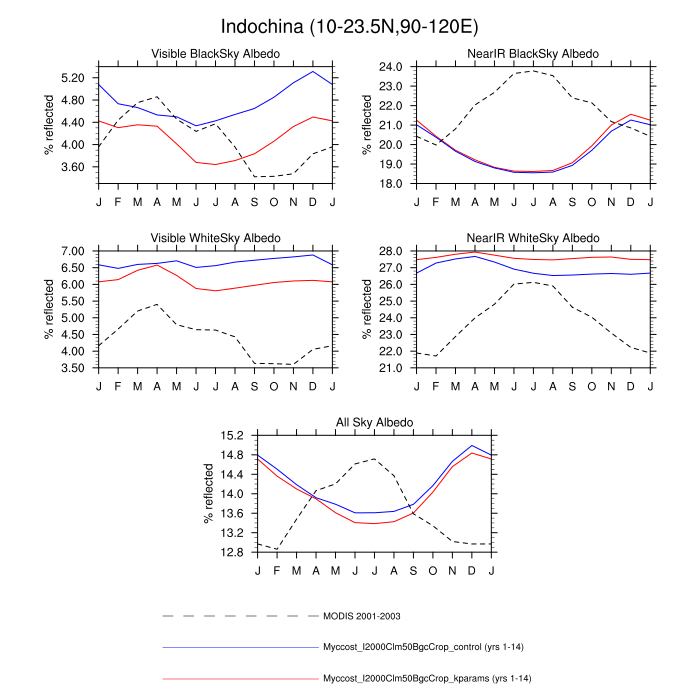 Indochina (10-23.5N,90-120E)
Visible BlackSky Albedo
% reflected
5.20
4.80
4.40
4.00
3.60
J F M A M J J A S O N D J
NearIR BlackSky Albedo
% reflected
24.0
23.0
22.0
21.0
20.0
19.0
18.0
J F M A M J J A S O N D J
Visible WhiteSky Albedo
% reflected
7.00
6.50
6.00
5.50
5.00
4.50
4.00
3.50
J F M A M J J A S O N D J
NearIR WhiteSky Albedo
% reflected
28.0
27.0
26.0
25.0
24.0
23.0
22.0
21.0
J F M A M J J A S O N D J
All Sky Albedo
% reflected
15.2
14.8
14.4
14.0
13.6
13.2
12.8
J F M A M J J A S O N D J
MODIS 2001-2003
Myccost_I2000Clm50BgcCrop_control (yrs 1-14)
Myccost_I2000Clm50BgcCrop_kparams (yrs 1-14)